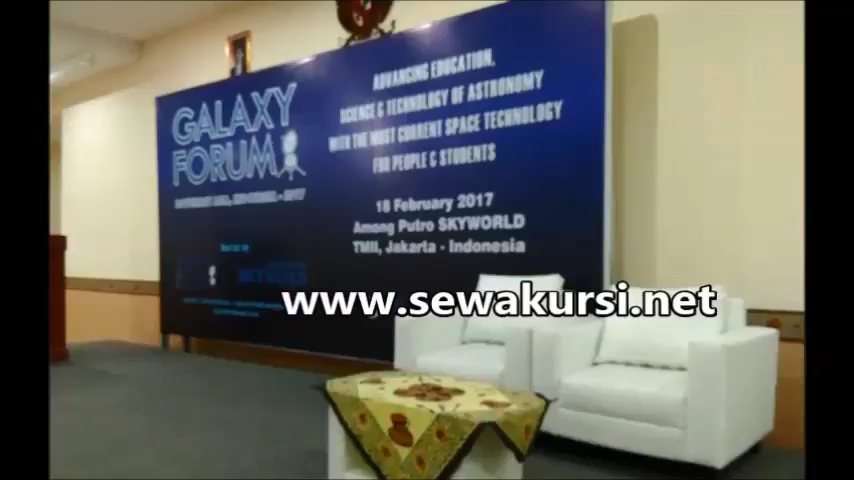 GALAXY
FORUM
ADVANCING EDUCATION,
SCIENCE & TECHNOLOGY OF ASTRONOMY
WITH THE MOST CURRENT SPACE TECHNOLOGY
FOR PEOPLE & STUDENTS
18 February 2017
Among Putro SKYWORLD
TMII, Jakarta - Indonesia
www.sewakursi.net